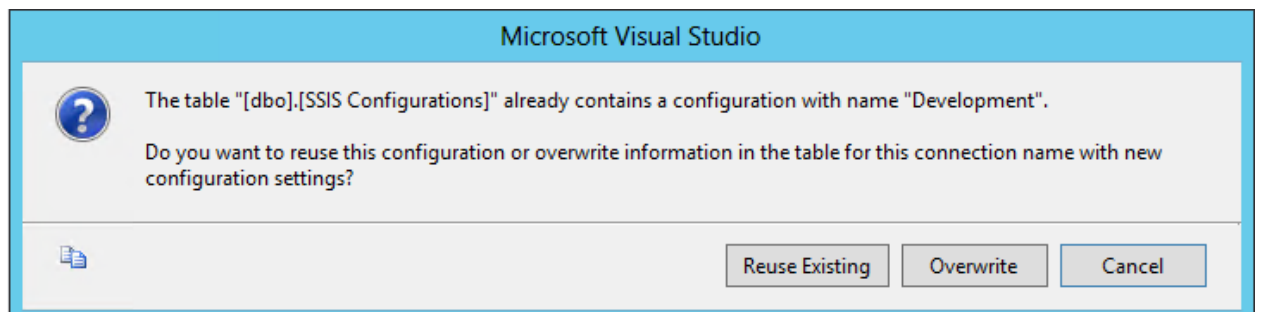 Microsoft Visual Studio
The table "[dbo].[SSIS Configurations]" already contains a configuration with name "Development".
Do you want to reuse this configuration or overwrite information in the table for this connection name with new
configuration settings?
Reuse Existing Overwrite Cancel